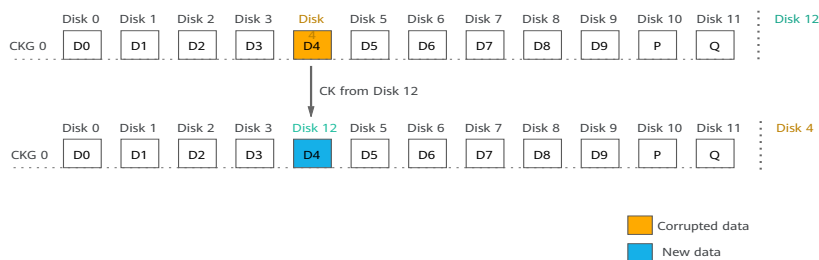 Disk 0 Disk 1 Disk 2 Disk 3 Disk 4 Disk 5 Disk 6 Disk 7 Disk 8 Disk 9 Disk 10 Disk 11 Disk 12
CKG 0 D0 D1 D2 D3 D4 D5 D6 D7 D8 D9 P Q
CK from Disk 12
Disk 0 Disk 1 Disk 2 Disk 3 Disk 12 Disk 5 Disk 6 Disk 7 Disk 8 Disk 9 Disk 10 Disk 11 Disk 4
CKG 0 D0 D1 D2 D3 D4 D5 D6 D7 D8 D9 P Q
Corrupted data
New data